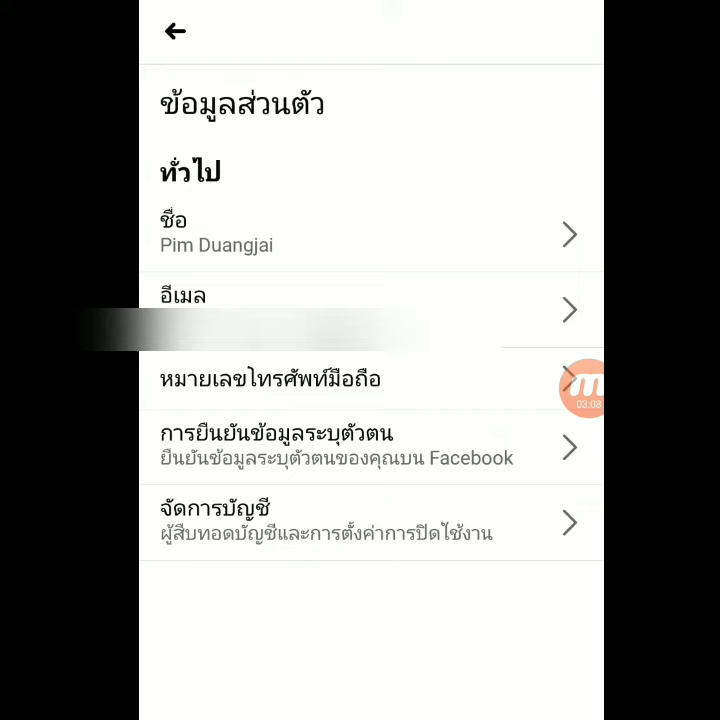 ข้อมูลส่วนตัว
ทั่วไป
ชื่อ
Pim Duangjai
อีเมล
หมายเลขโทรศัพท์มือถือ
03:08
การยืนยันข้อมูลระบุตัวตน
ยืนยันข้อมูลระบุตัวตนของคุณบน Facebook
จัดการบัญชี
ผู้สืบทอดบัญชีและการตั้งค่าการปิดใช้งาน